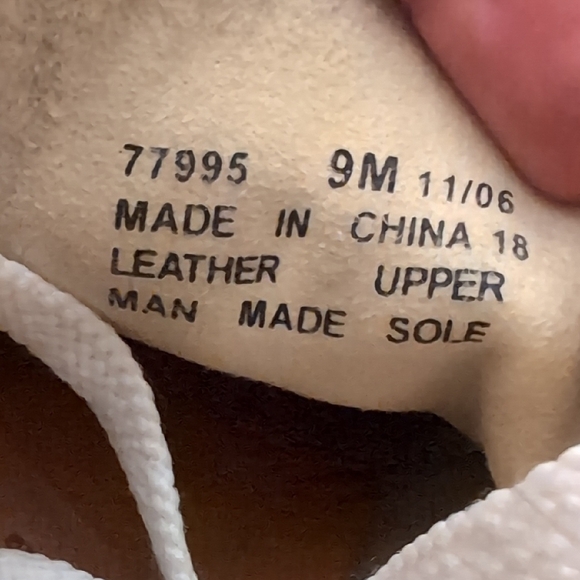 77995 9M 11/06
MADE IN CHINA 18
LEATHER UPPER
MAN MADE SOLE